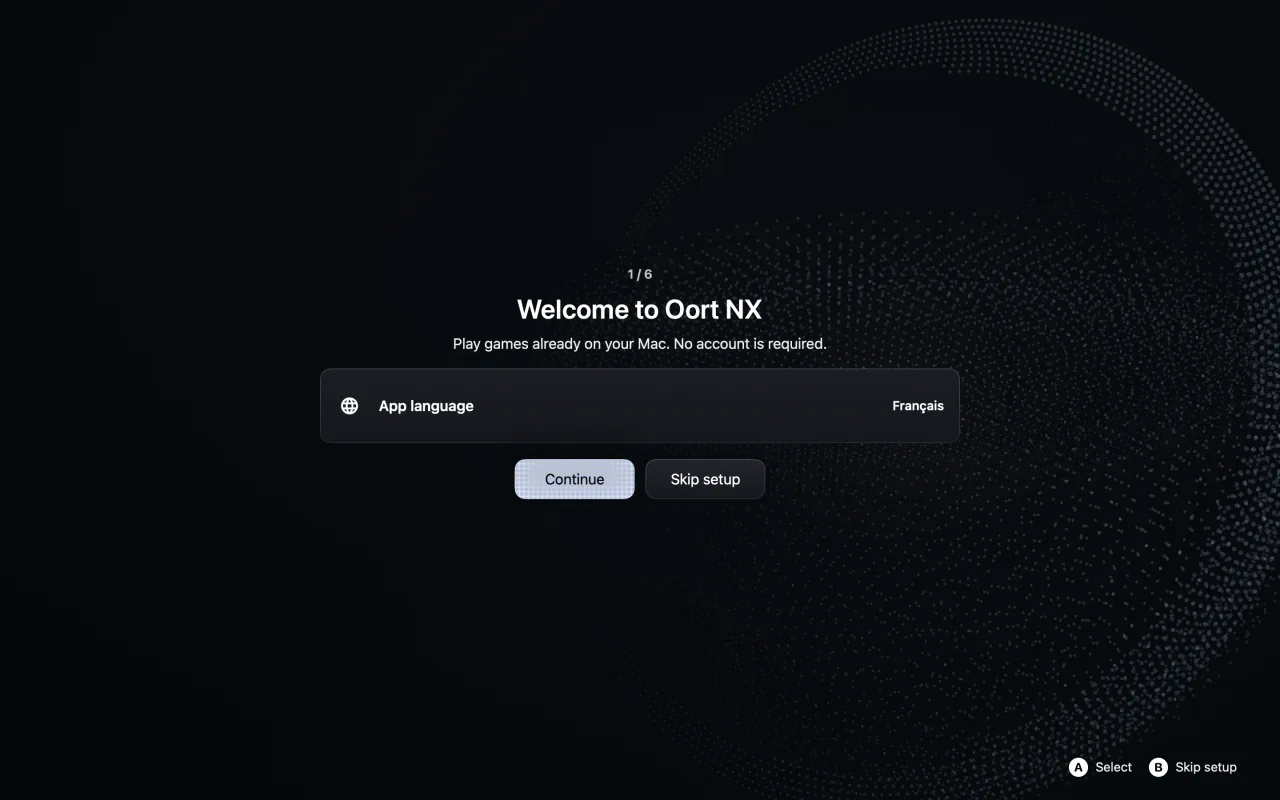 1 / 6
Welcome to Oort NX
Play games already on your Mac. No account is required.
App language Français
Continue Skip setup
A Select B Skip setup